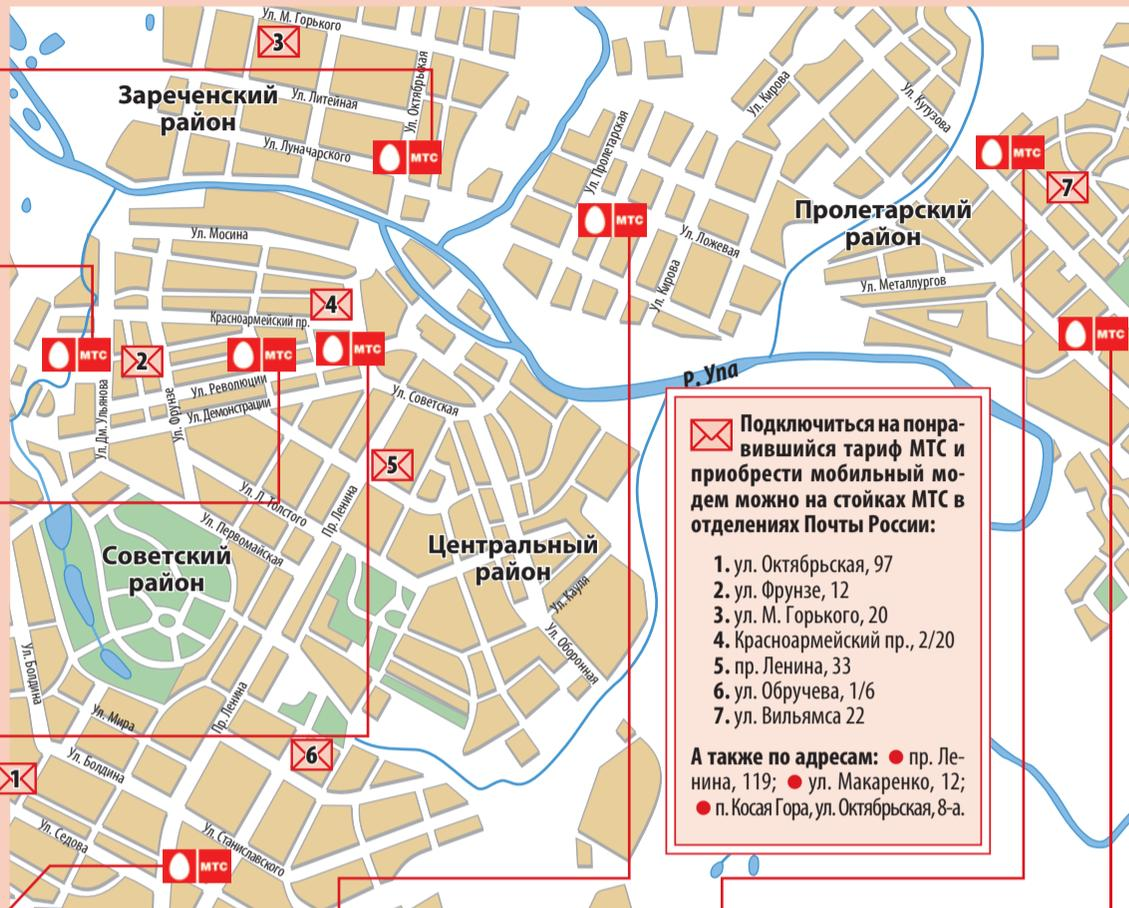 Ул. М. Горького
3
Ул. Октябрьская
Зареченский
район
Ул. Литейная
Ул. Луначарского
МТС
Ул. Кирова
Ул. Кутузова
Ул. Пролетарская
МТС
7
МТС
Пролетарский
район
Ул. Ложевая
Ул. Кирова
Ул. Металлургов
МТС
Ул. Мосина
4
Красноармейский пр.
МТС
2
МТС
МТС
Ул. Революции
Ул. Демонстрации
Ул. Дм. Ульянова
Ул. Фрунзе
Ул. Советская
Р. Упа
5
Ул. Л. Толстого
Пр. Ленина
Ул. Первомайская
Советский
район
Центральный
район
Ул. Кауля
Ул. Оборонная
Ул. Болдина
Пр. Ленина
Ул. Мира
6
Ул. Болдина
1
Ул. Седова
Ул. Станиславского
МТС
Подключиться на понра-
вившийся тариф МТС и
приобрести мобильный мо-
дем можно на стойках МТС в
отделениях Почты России:
1. ул. Октябрьская, 97
2. ул. Фрунзе, 12
3. ул. М. Горького, 20
4. Красноармейский пр., 2/20
5. пр. Ленина, 33
6. ул. Обручева, 1/6
7. ул. Вильямса 22
А также по адресам: ● пр. Ле-
нина, 119; ● ул. Макаренко, 12;
● п. Косая Гора, ул. Октябрьская, 8-а.